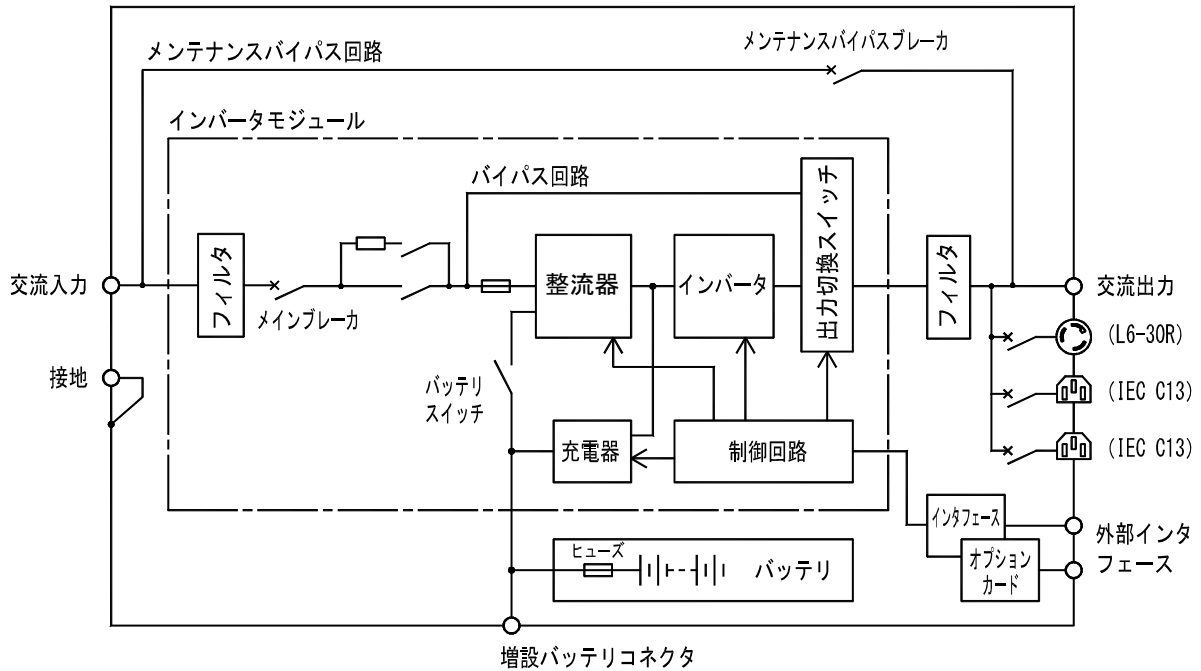 メンテナンスバイパス回路
メンテナンスバイパスブレーカ
インバータモジュール
バイパス回路
出力切換スイッチ
フィルタ
整流器
インバータ
フィルタ
交流入力
交流出力
メインブレーカ
(L6-30R)
接地
バッテリ
スイッチ
(IEC C13)
充電器
制御回路
(IEC C13)
インタフェース
外部インタ
フェース
オプション
カード
ヒューズ
バッテリ
増設バッテリコネクタ